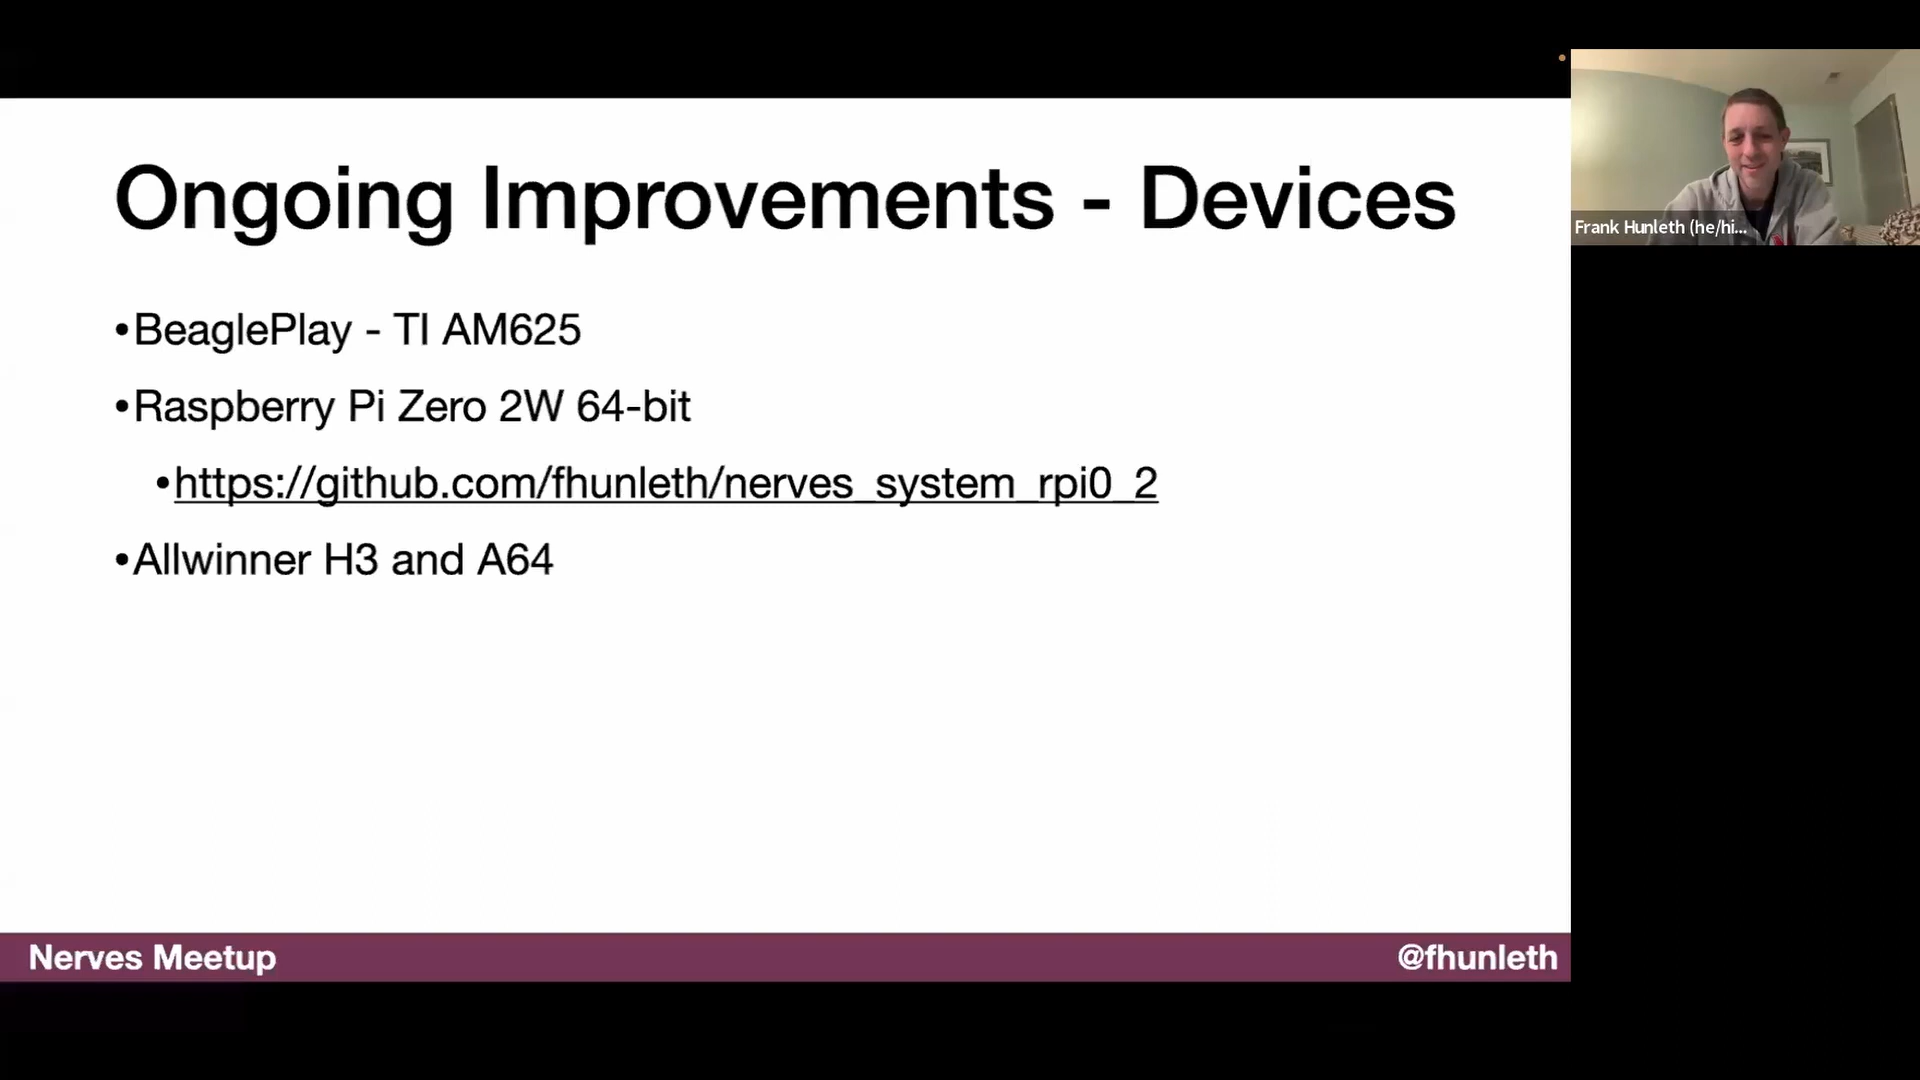 Ongoing Improvements - Devices
•BeaglePlay - TI AM625
•Raspberry Pi Zero 2W 64-bit
•https://github.com/fhunleth/nerves_system_rpi0_2
•Allwinner H3 and A64
Nerves Meetup
@fhunleth
Frank Hunleth (he/hi...